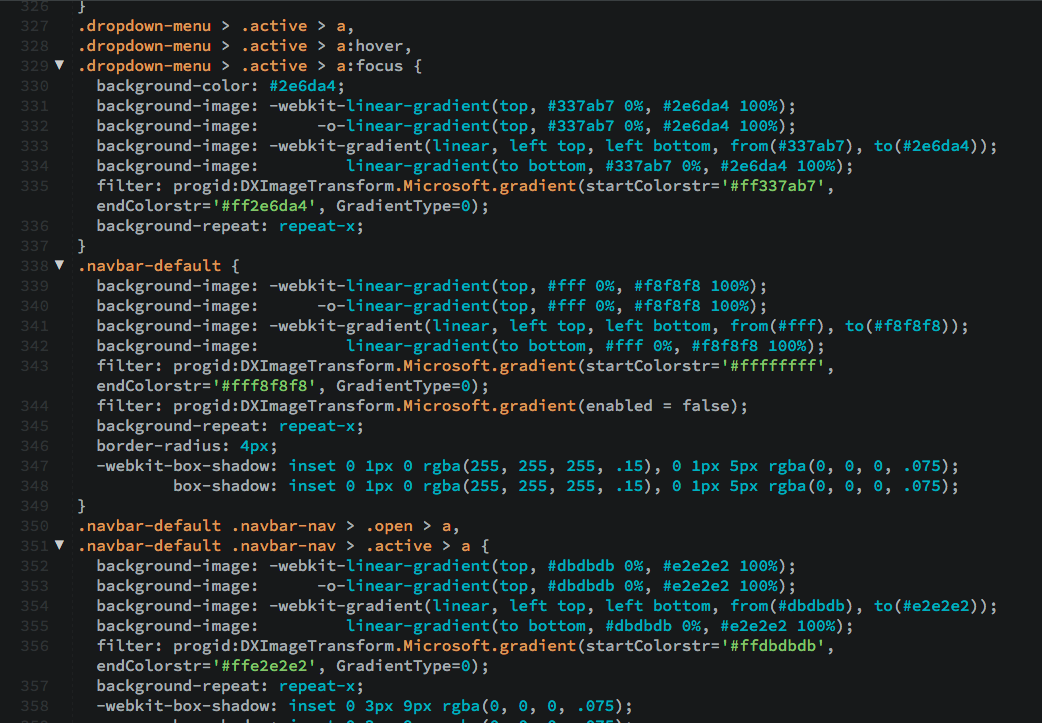 326 }
327 .dropdown-menu > .active > a,
328 .dropdown-menu > .active > a:hover,
329 ▼ .dropdown-menu > .active > a:focus {
330   background-color: #2e6da4;
331   background-image: -webkit-linear-gradient(top, #337ab7 0%, #2e6da4 100%);
332   background-image:      -o-linear-gradient(top, #337ab7 0%, #2e6da4 100%);
333   background-image: -webkit-gradient(linear, left top, left bottom, from(#337ab7), to(#2e6da4));
334   background-image:         linear-gradient(to bottom, #337ab7 0%, #2e6da4 100%);
335   filter: progid:DXImageTransform.Microsoft.gradient(startColorstr='#ff337ab7',
  endColorstr='#ff2e6da4', GradientType=0);
336   background-repeat: repeat-x;
337 }
338 ▼ .navbar-default {
339   background-image: -webkit-linear-gradient(top, #fff 0%, #f8f8f8 100%);
340   background-image:      -o-linear-gradient(top, #fff 0%, #f8f8f8 100%);
341   background-image: -webkit-gradient(linear, left top, left bottom, from(#fff), to(#f8f8f8));
342   background-image:         linear-gradient(to bottom, #fff 0%, #f8f8f8 100%);
343   filter: progid:DXImageTransform.Microsoft.gradient(startColorstr='#ffffffff',
  endColorstr='#fff8f8f8', GradientType=0);
344   filter: progid:DXImageTransform.Microsoft.gradient(enabled = false);
345   background-repeat: repeat-x;
346   border-radius: 4px;
347   -webkit-box-shadow: inset 0 1px 0 rgba(255, 255, 255, .15), 0 1px 5px rgba(0, 0, 0, .075);
348           box-shadow: inset 0 1px 0 rgba(255, 255, 255, .15), 0 1px 5px rgba(0, 0, 0, .075);
349 }
350 .navbar-default .navbar-nav > .open > a,
351 ▼ .navbar-default .navbar-nav > .active > a {
352   background-image: -webkit-linear-gradient(top, #dbdbdb 0%, #e2e2e2 100%);
353   background-image:      -o-linear-gradient(top, #dbdbdb 0%, #e2e2e2 100%);
354   background-image: -webkit-gradient(linear, left top, left bottom, from(#dbdbdb), to(#e2e2e2));
355   background-image:         linear-gradient(to bottom, #dbdbdb 0%, #e2e2e2 100%);
356   filter: progid:DXImageTransform.Microsoft.gradient(startColorstr='#ffdbdbdb',
  endColorstr='#ffe2e2e2', GradientType=0);
357   background-repeat: repeat-x;
358   -webkit-box-shadow: inset 0 3px 9px rgba(0, 0, 0, .075);